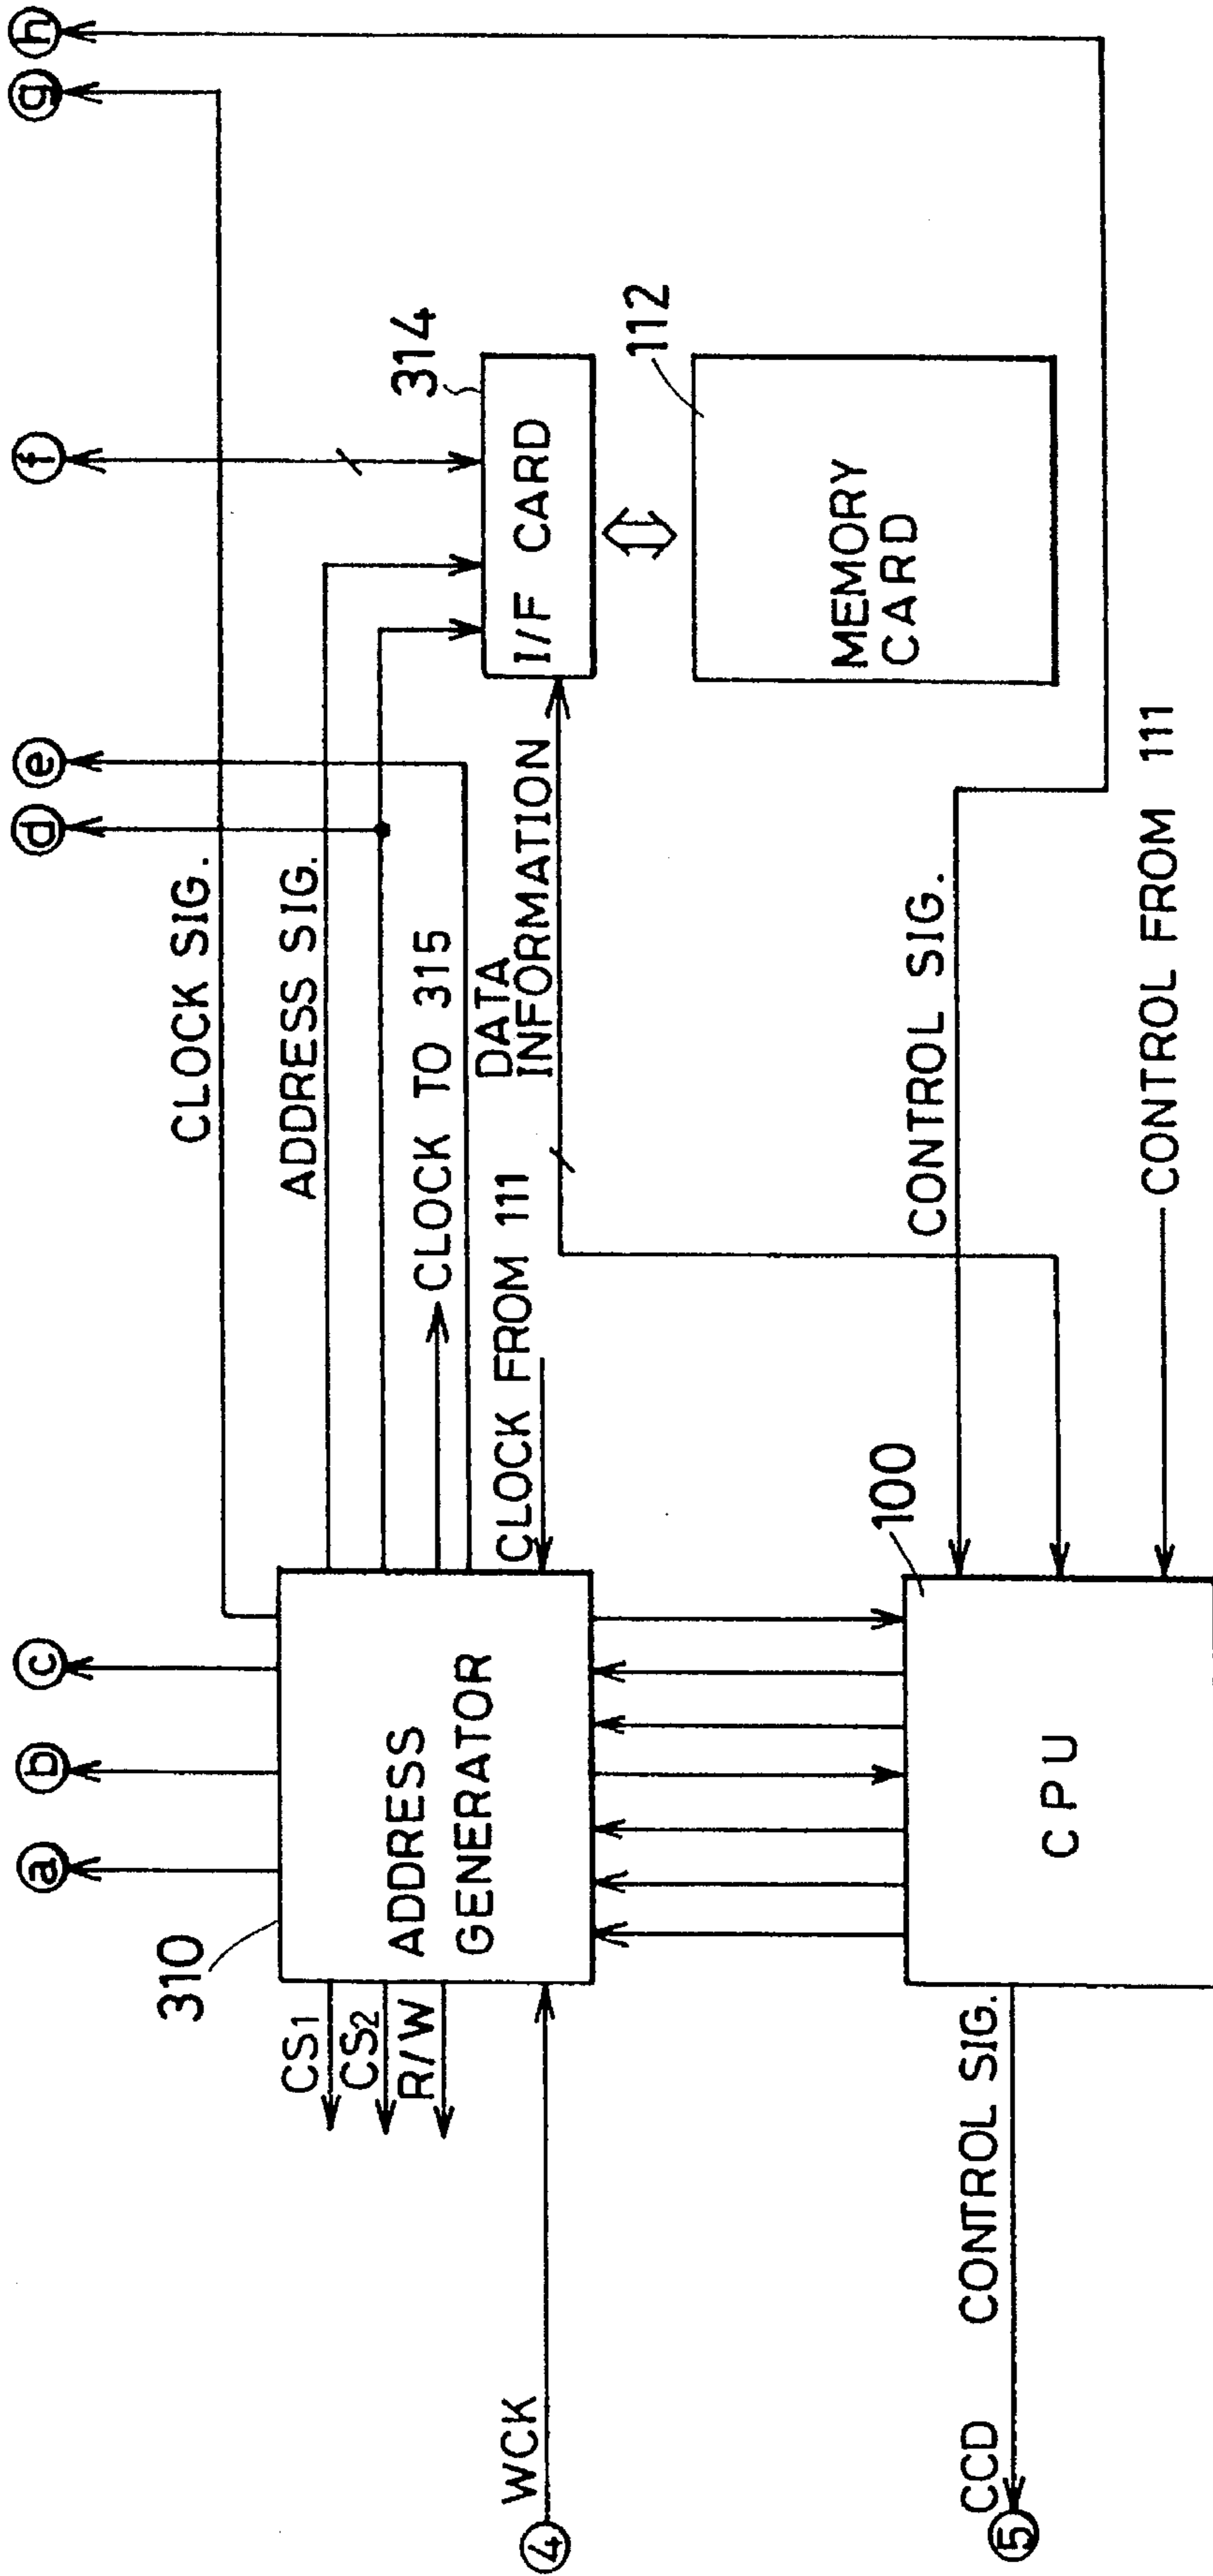 a
b
c
d
e
f
g
h
CLOCK SIG.
310
ADDRESS SIG.
314
CS1
CS2
R/W
ADDRESS
GENERATOR
CLOCK TO 315
I/F CARD
DATA
INFORMATION
CLOCK FROM 111
4
WCK
112
MEMORY
CARD
100
CONTROL SIG.
5
CCD CONTROL SIG.
CPU
CONTROL FROM 111